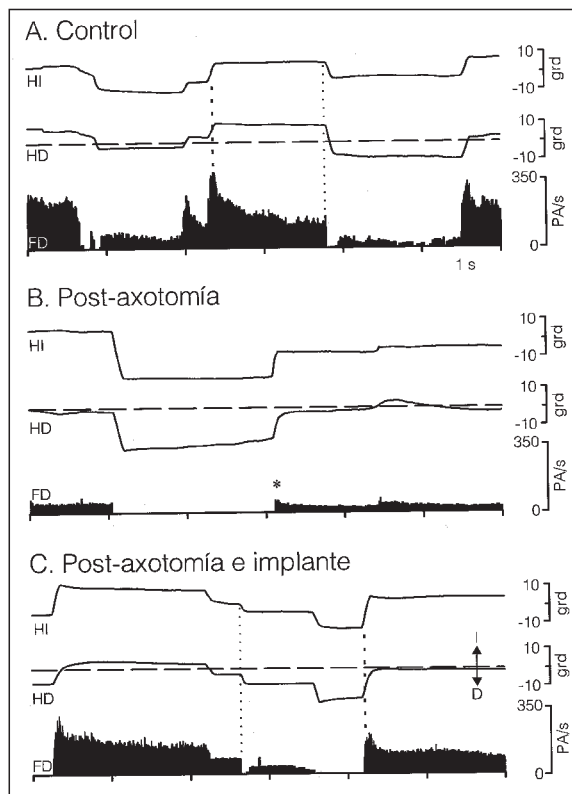 A. Control
HI
10
-10
grd
HD
10
-10
grd
FD
350
0
PA/s
1 s
B. Post-axotomía
HI
10
-10
grd
HD
10
-10
grd
FD
*
350
0
PA/s
C. Post-axotomía e implante
HI
10
-10
grd
HD
10
-10
grd
I
D
FD
350
0
PA/s